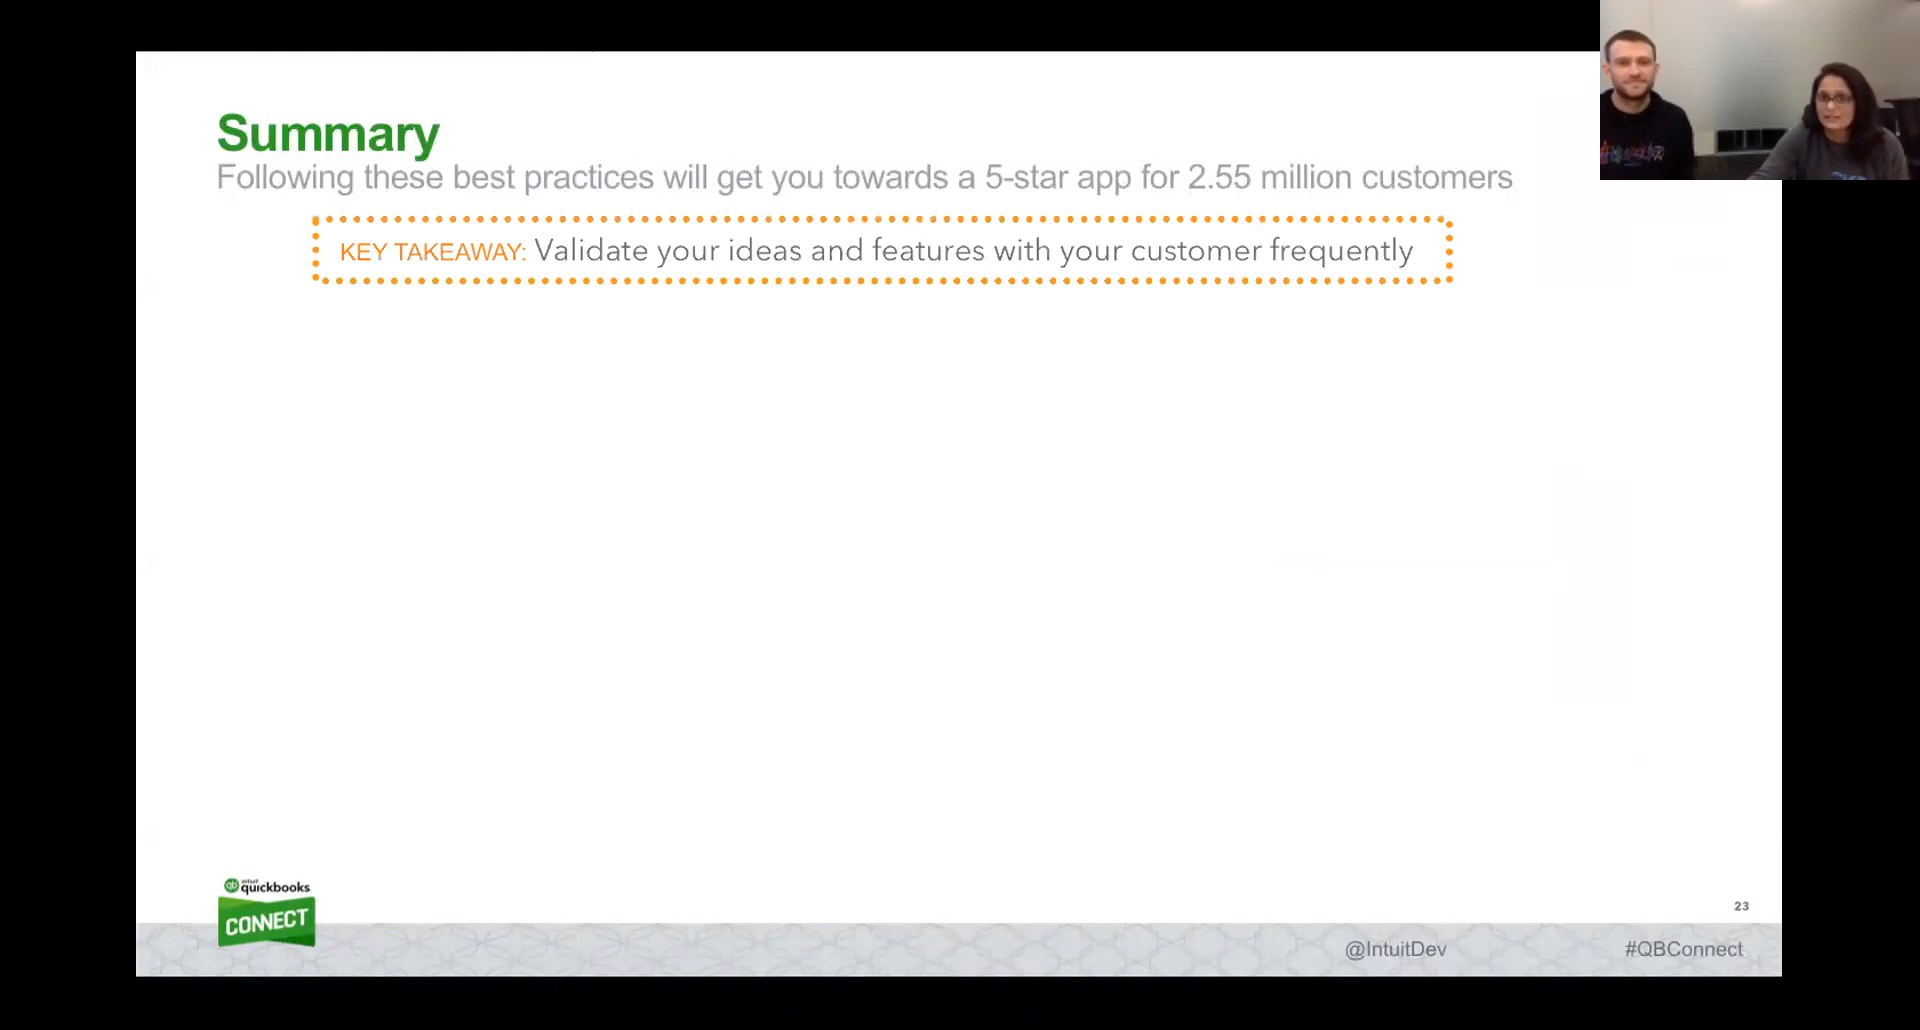 Summary
Following these best practices will get you towards a 5-star app for 2.55 million customers
KEY TAKEAWAY: Validate your ideas and features with your customer frequently
qb intuit
quickbooks
CONNECT
23
@IntuitDev
#QBConnect